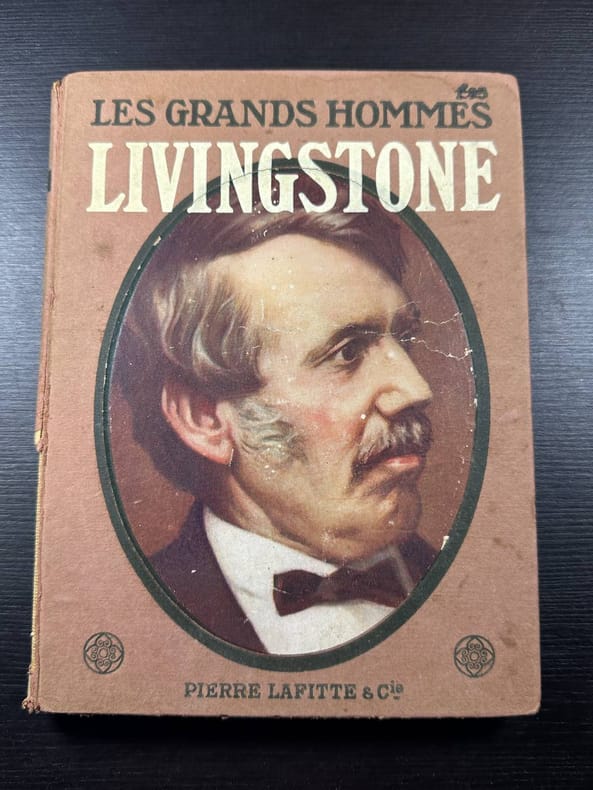 LES GRANDS HOMMES
LIVINGSTONE
PIERRE LAFITTE & Cie